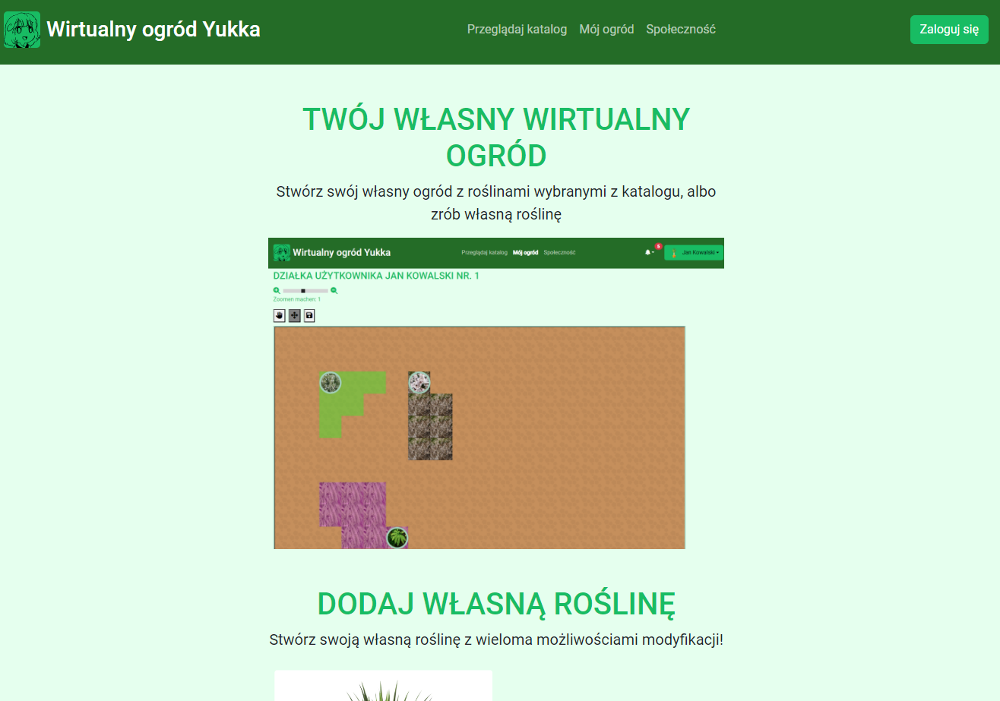 Wirtualny ogród Yukka
Przeglądaj katalog Mój ogród Społeczność
Zaloguj się
TWÓJ WŁASNY WIRTUALNY
OGRÓD
Stwórz swój własny ogród z roślinami wybranymi z katalogu, albo
zrób własną roślinę
Wirtualny ogród Yukka
Przeglądaj katalog Mój ogród Społeczność
5
Jan Kowalski
DZIAŁKA UŻYTKOWNIKA JAN KOWALSKI NR. 1
Zoomen machen: 1
DODAJ WŁASNĄ ROŚLINĘ
Stwórz swoją własną roślinę z wieloma możliwościami modyfikacji!